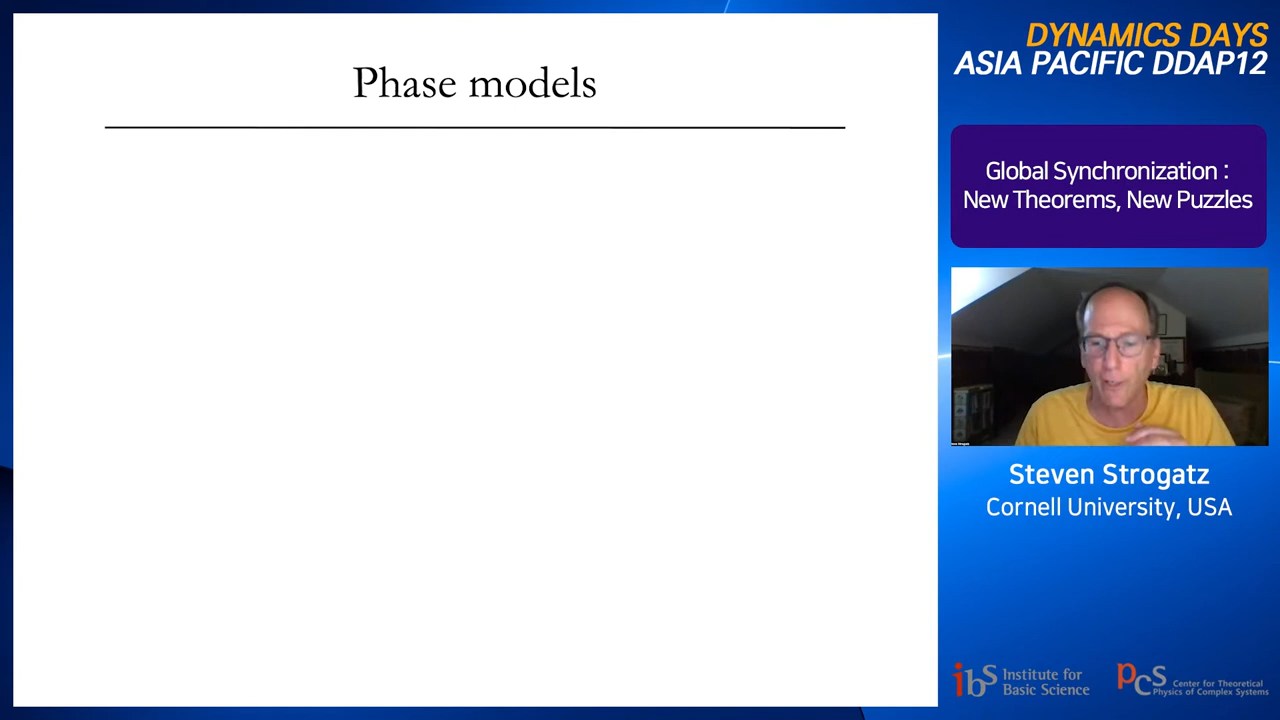 Phase models
DYNAMICS DAYS
ASIA PACIFIC DDAP12
Global Synchronization :
New Theorems, New Puzzles
Steven Strogatz
Cornell University, USA
ibS Institute for
Basic Science
pcs Center for Theoretical
Physics of Complex Systems